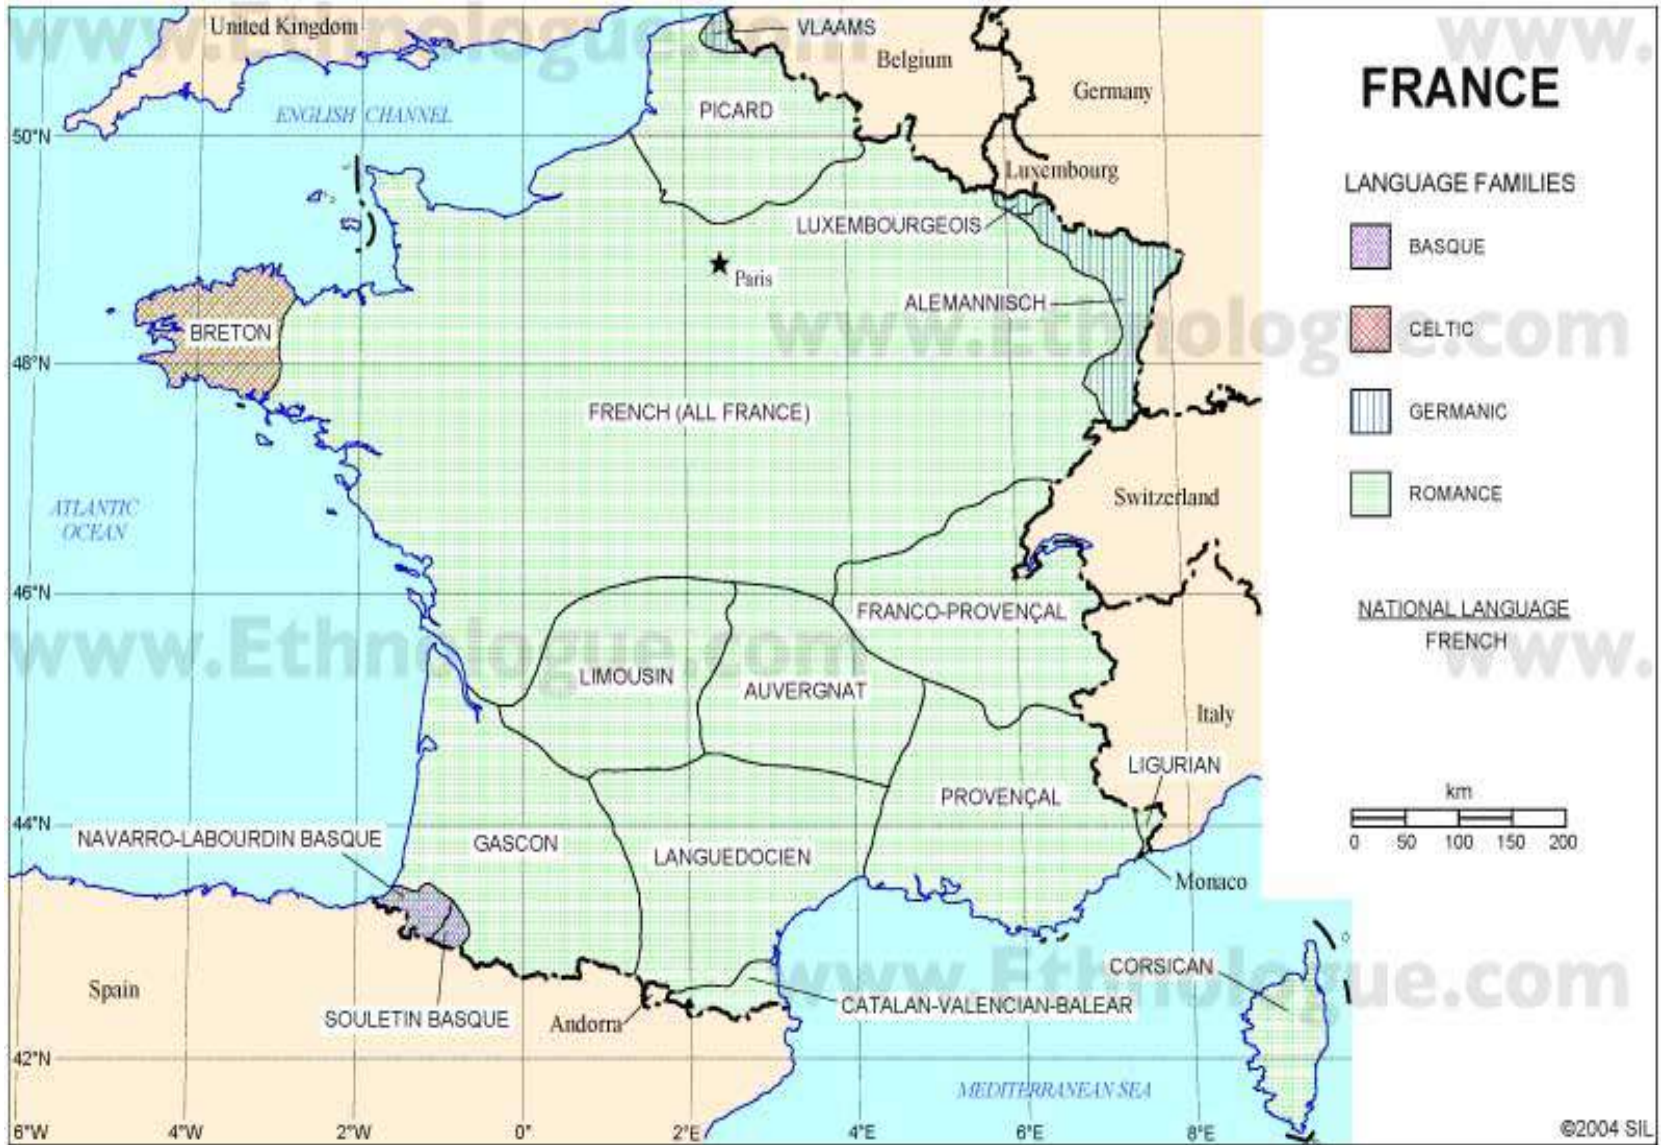 www.Ethnologue.com
www.
United Kingdom
VLAAMS
Belgium
FRANCE
Germany
PICARD
ENGLISH CHANNEL
50°N
Luxembourg
LANGUAGE FAMILIES
LUXEMBOURGEOIS
BASQUE
Paris
ALEMANNISCH
www.Ethnologue.com
CELTIC
BRETON
48°N
FRENCH (ALL FRANCE)
GERMANIC
Switzerland
ROMANCE
ATLANTIC
OCEAN
46°N
FRANCO-PROVENÇAL
NATIONAL LANGUAGE
FRENCH
www.Ethnologue.com
www.
LIMOUSIN
AUVERGNAT
Italy
LIGURIAN
PROVENÇAL
km
0 50 100 150 200
44°N
NAVARRO-LABOURDIN BASQUE
GASCON
LANGUEDOCIEN
Monaco
www.Ethnologue.com
CORSICAN
Spain
CATALAN-VALENCIAN-BALEAR
SOULETIN BASQUE
Andorra
42°N
MEDITERRANEAN SEA
6°W 4°W 2°W 0° 2°E 4°E 6°E 8°E
©2004 SIL